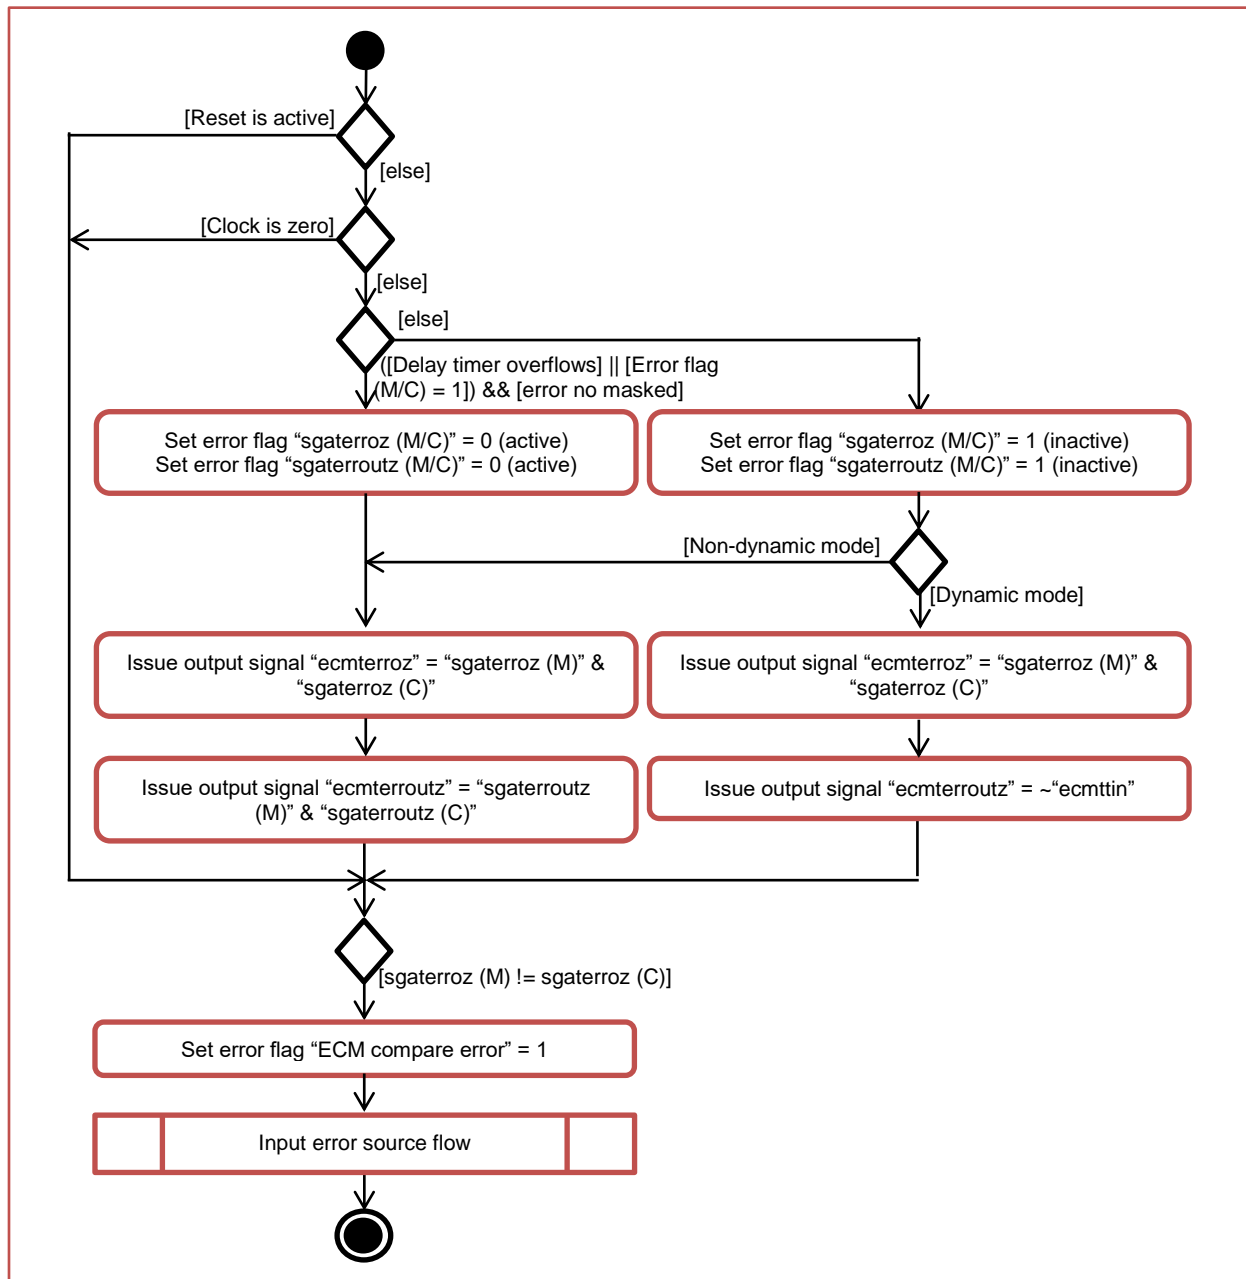 [Reset is active]
[else]
[Clock is zero]
[else]
[else]
([Delay timer overflows] || [Error flag
(M/C) = 1]) && [error no masked]
Set error flag “sgaterroz (M/C)” = 0 (active)
Set error flag “sgaterroutz (M/C)” = 0 (active)
Set error flag “sgaterroz (M/C)” = 1 (inactive)
Set error flag “sgaterroutz (M/C)” = 1 (inactive)
[Non-dynamic mode]
[Dynamic mode]
Issue output signal “ecmterroz” = “sgaterroz (M)” &
“sgaterroz (C)”
Issue output signal “ecmterroz” = “sgaterroz (M)” &
“sgaterroz (C)”
Issue output signal “ecmterroutz” = “sgaterroutz
(M)” & “sgaterroutz (C)”
Issue output signal “ecmterroutz” = ~“ecmttin”
[sgaterroz (M) != sgaterroz (C)]
Set error flag “ECM compare error” = 1
Input error source flow